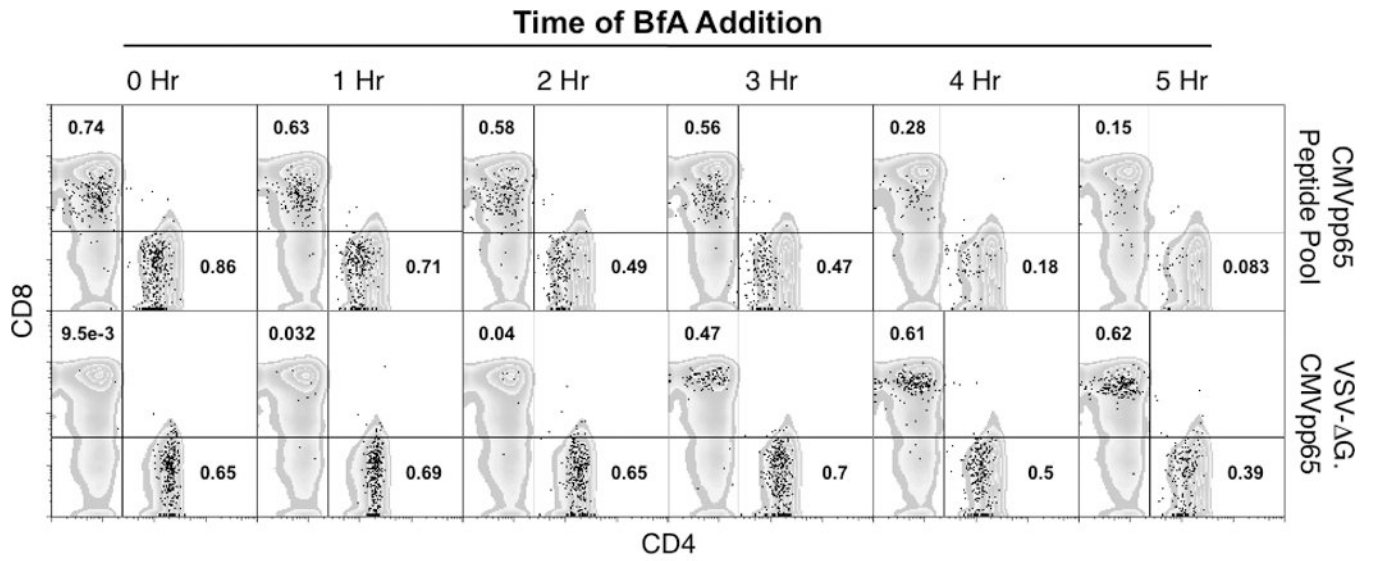 Time of BfA Addition
0 Hr 1 Hr 2 Hr 3 Hr 4 Hr 5 Hr
0.74 0.63 0.58 0.56 0.28 0.15
0.86 0.71 0.49 0.47 0.18 0.083
CMVpp65
Peptide Pool
9.5e-3 0.032 0.04 0.47 0.61 0.62
0.65 0.69 0.65 0.7 0.5 0.39
VSV-ΔG.
CMVpp65
CD8
CD4